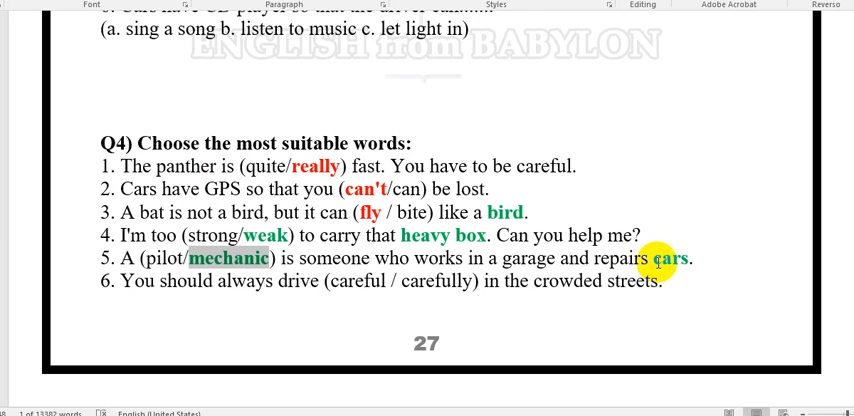 Font Paragraph Styles Editing Adobe Acrobat Reverso
(a. sing a song b. listen to music c. let light in)
ENGLISH from BABYLON
Q4) Choose the most suitable words:
1. The panther is (quite/really) fast. You have to be careful.
2. Cars have GPS so that you (can't/can) be lost.
3. A bat is not a bird, but it can (fly / bite) like a bird.
4. I'm too (strong/weak) to carry that heavy box. Can you help me?
5. A (pilot/mechanic) is someone who works in a garage and repairs cars.
6. You should always drive (careful / carefully) in the crowded streets.
27
1 of 13382 words English (United States)